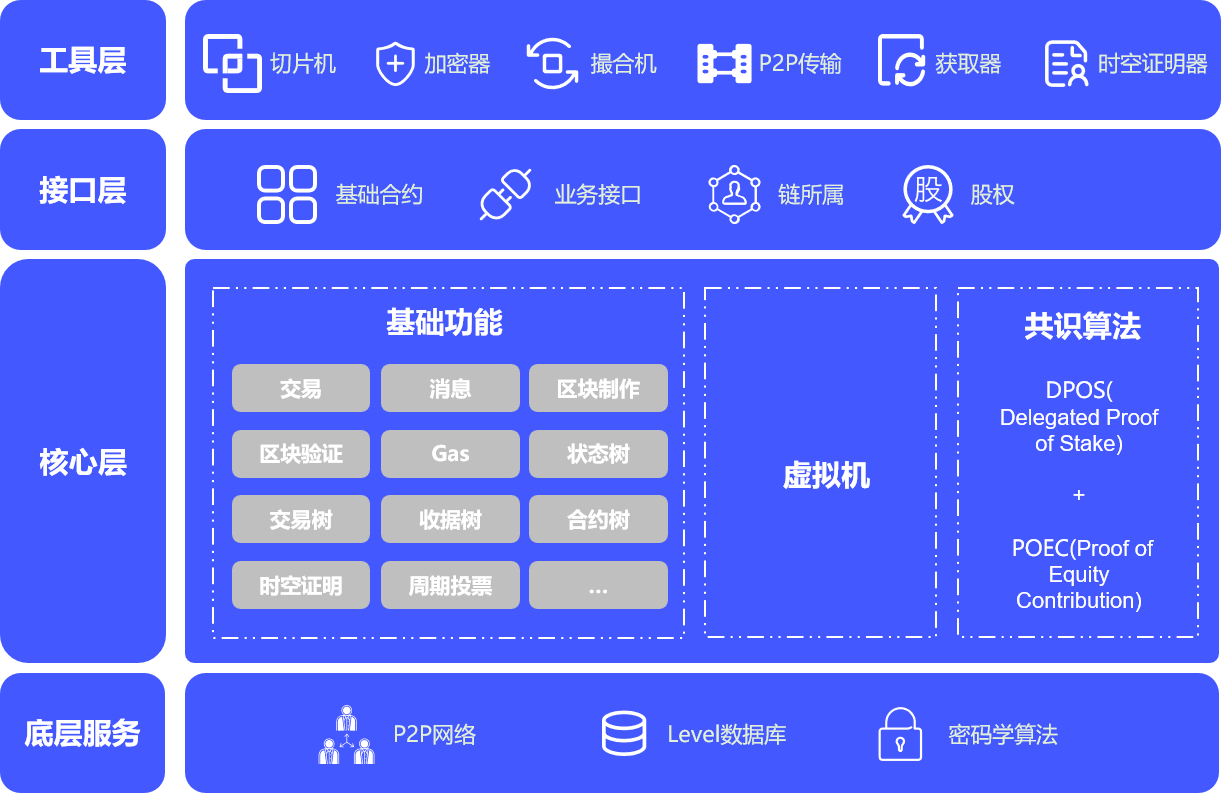 工具层
切片机
加密器
撮合机
P2P传输
获取器
时空证明器
接口层
基础合约
业务接口
链所属
股
股权
核心层
基础功能
交易
消息
区块制作
区块验证
Gas
状态树
交易树
收据树
合约树
时空证明
周期投票
...
虚拟机
共识算法
DPOS(
Delegated Proof
of Stake)
+
POEC(Proof of
Equity
Contribution)
底层服务
P2P网络
Level数据库
密码学算法